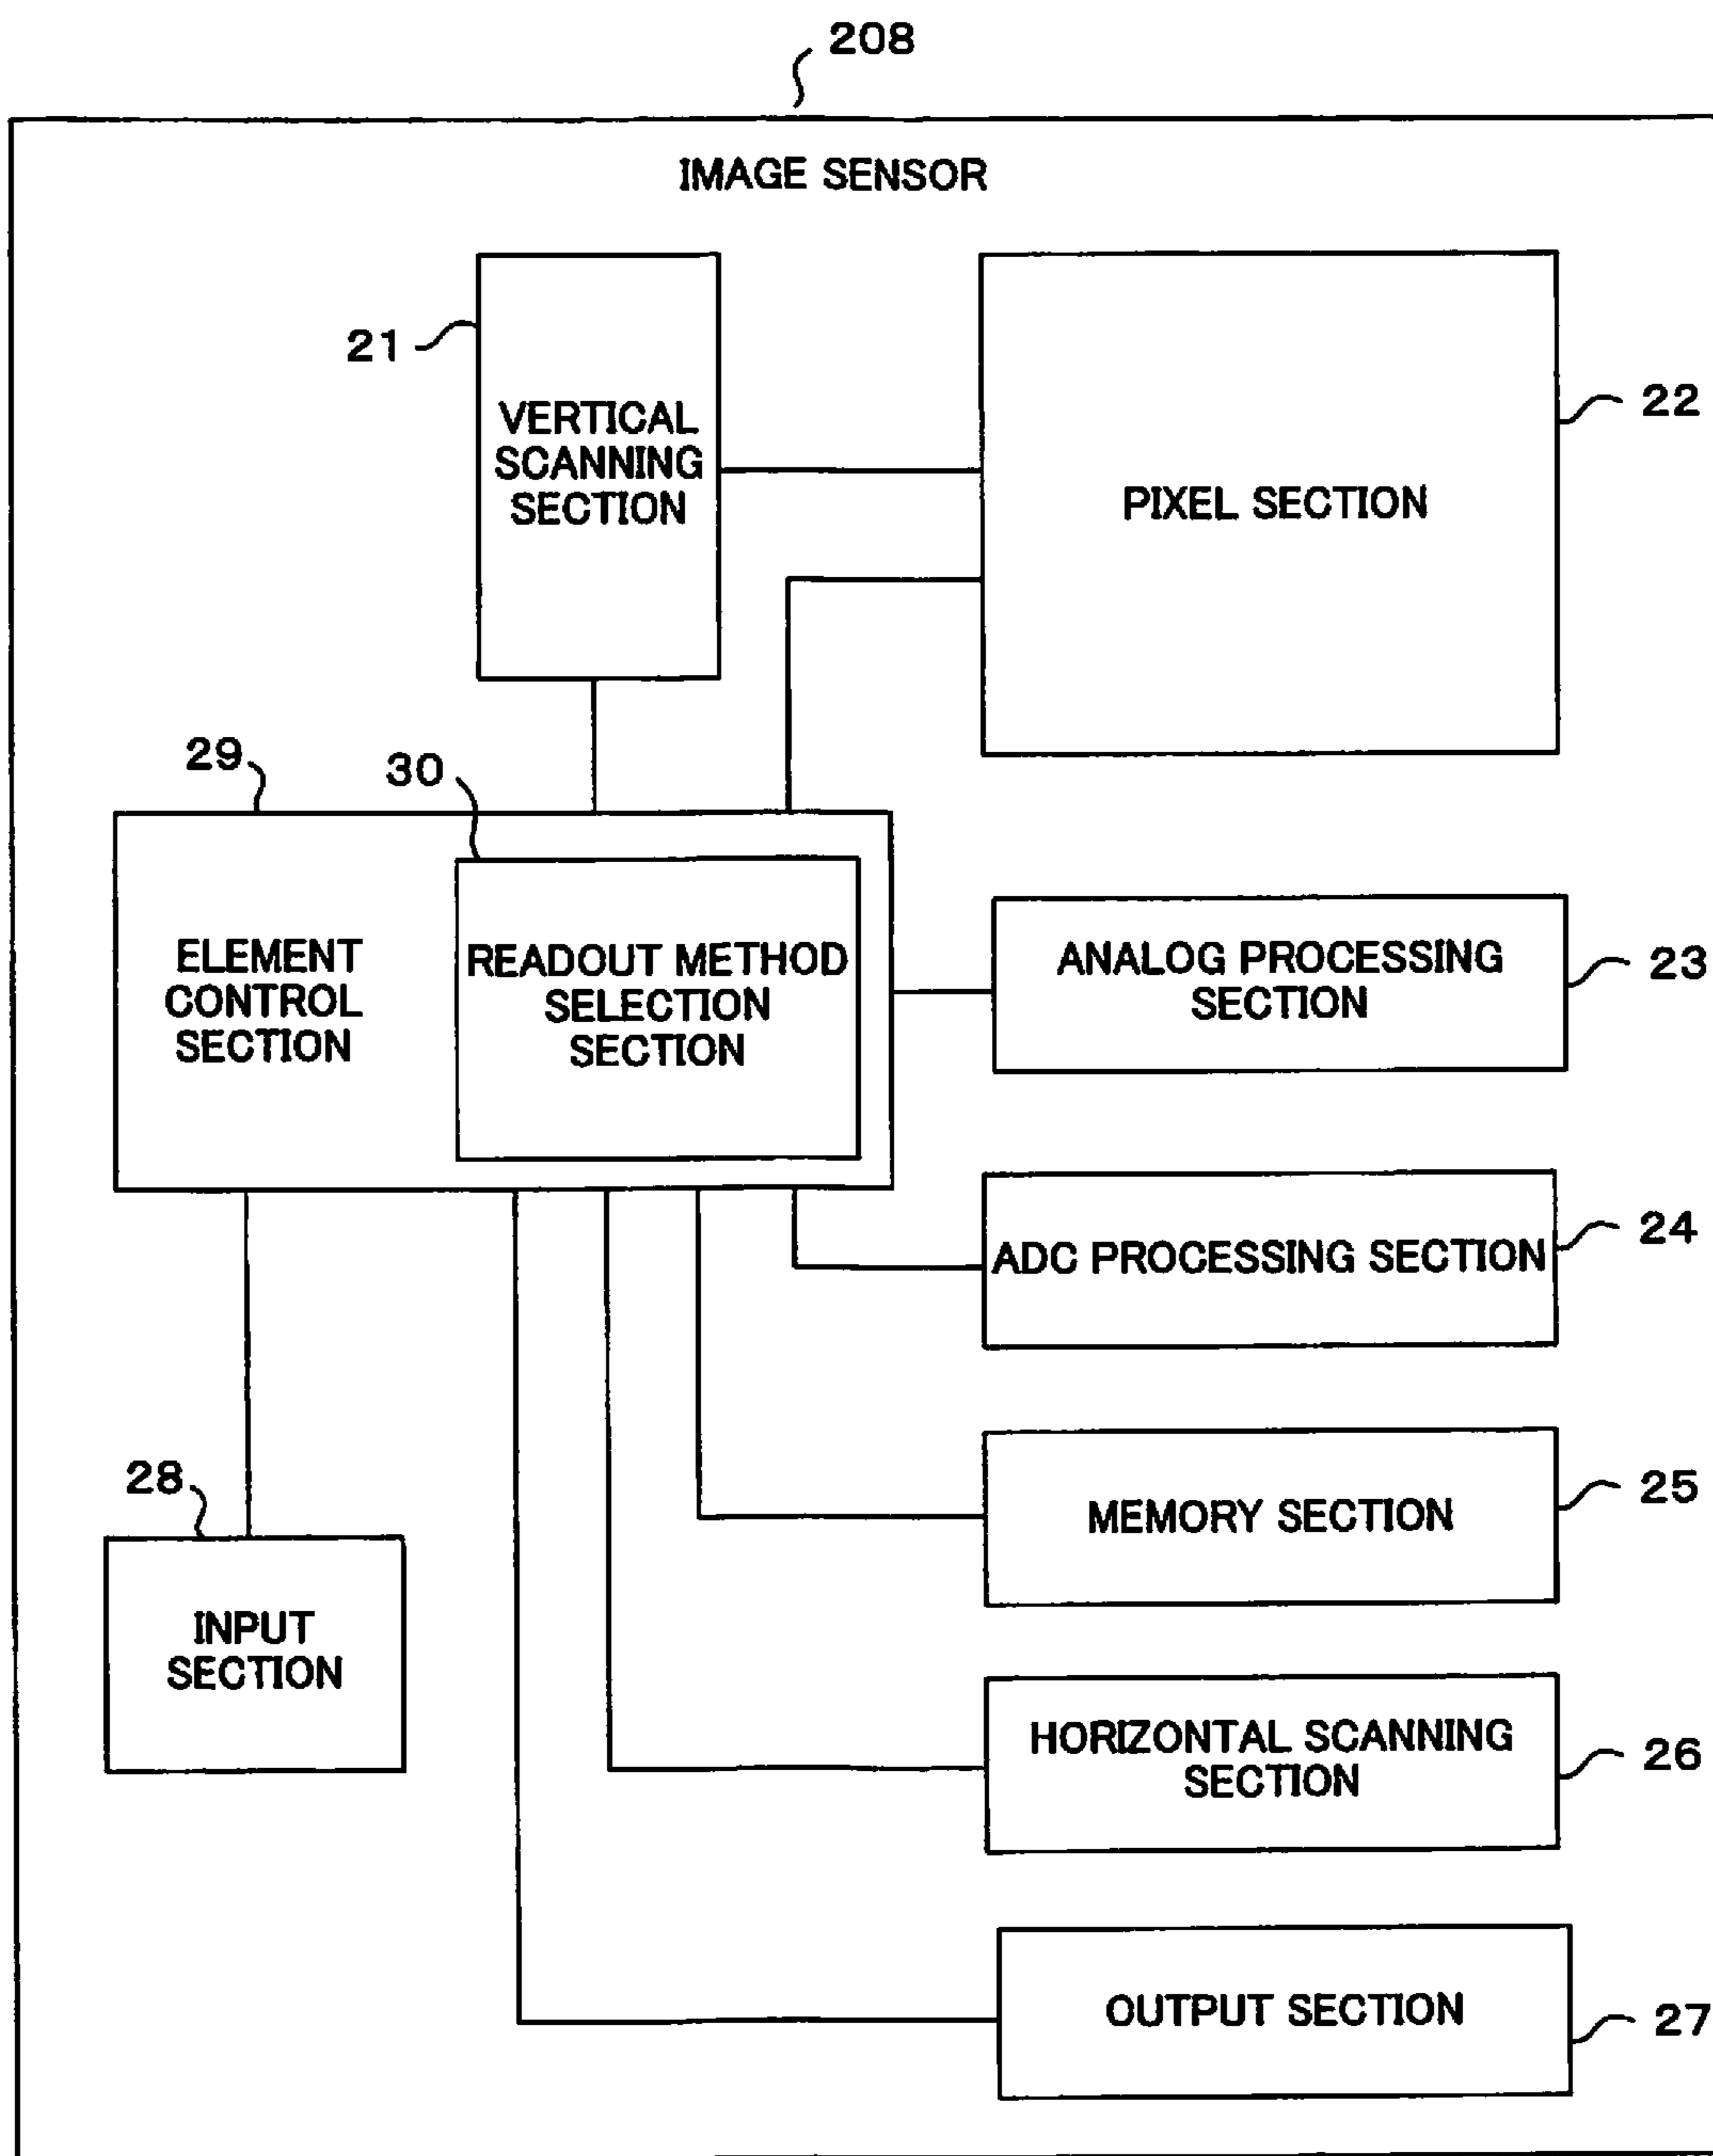 208
IMAGE SENSOR
21
VERTICAL
SCANNING
SECTION
22
PIXEL SECTION
29
30
ELEMENT
CONTROL
SECTION
READOUT METHOD
SELECTION
SECTION
ANALOG PROCESSING
SECTION
23
ADC PROCESSING SECTION
24
28
INPUT
SECTION
MEMORY SECTION
25
HORIZONTAL SCANNING
SECTION
26
OUTPUT SECTION
27